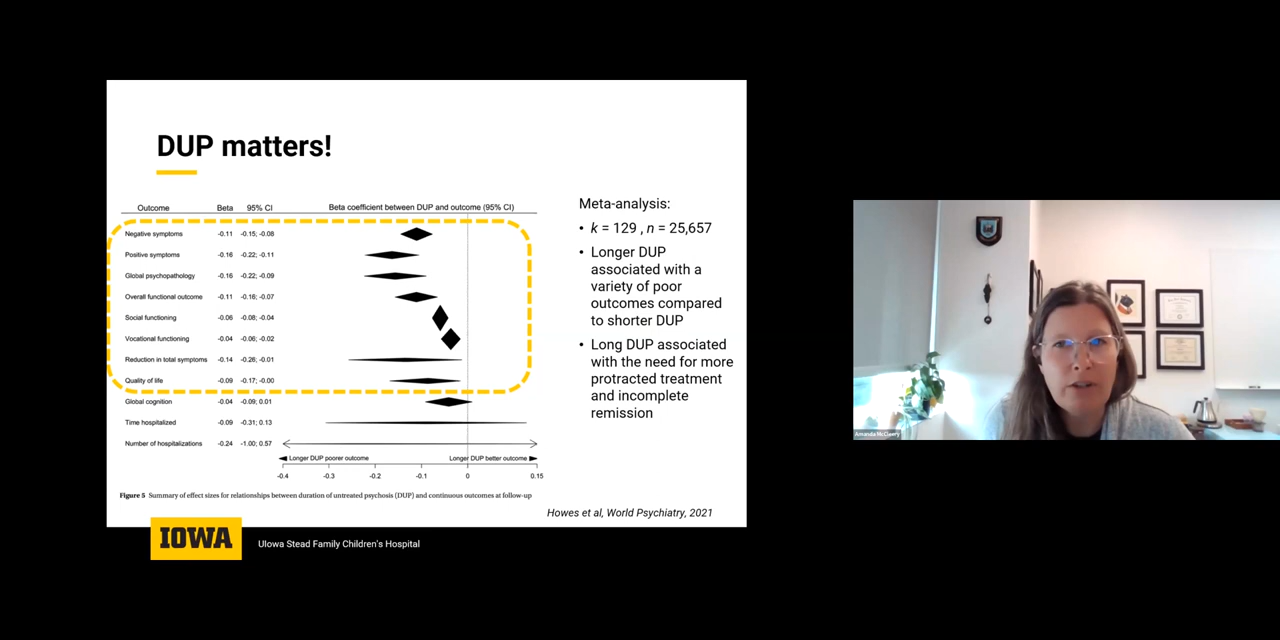 DUP matters!
Outcome Beta 95% CI Beta coefficient between DUP and outcome (95% CI)
Negative symptoms -0.11 -0.15; -0.08
Positive symptoms -0.16 -0.22; -0.11
Global psychopathology -0.16 -0.22; -0.09
Overall functional outcome -0.11 -0.16; -0.07
Social functioning -0.06 -0.08; -0.04
Vocational functioning -0.04 -0.06; -0.02
Reduction in total symptoms -0.14 -0.26; -0.01
Quality of life -0.09 -0.17; -0.00
Global cognition -0.04 -0.09; 0.01
Time hospitalized -0.09 -0.31; 0.13
Number of hospitalizations -0.24 -1.00; 0.57
Longer DUP poorer outcome Longer DUP better outcome
-0.4 -0.3 -0.2 -0.1 0 0.15
Figure 5 Summary of effect sizes for relationships between duration of untreated psychosis (DUP) and continuous outcomes at follow-up
Meta-analysis:
• k = 129 , n = 25,657
• Longer DUP
associated with a
variety of poor
outcomes compared
to shorter DUP
• Long DUP associated
with the need for more
protracted treatment
and incomplete
remission
Howes et al, World Psychiatry, 2021
IOWA
UIowa Stead Family Children's Hospital
Amanda McCleery